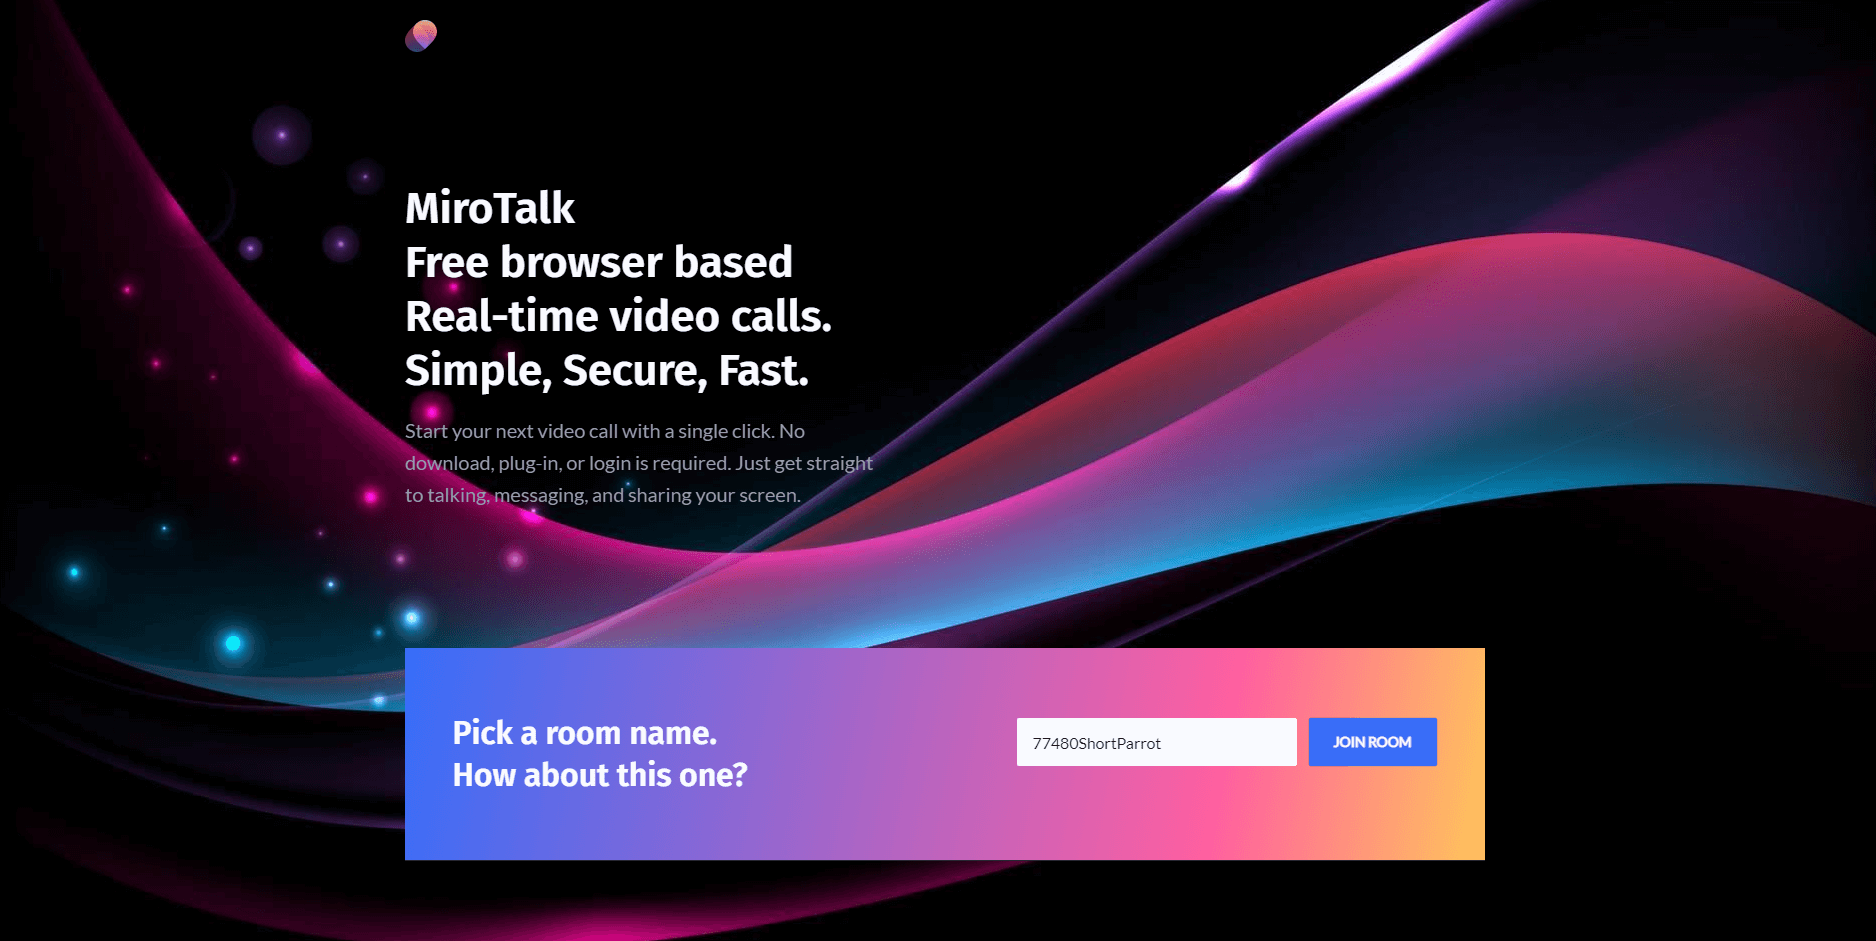 MiroTalk
Free browser based
Real-time video calls.
Simple, Secure, Fast.
Start your next video call with a single click. No
download, plug-in, or login is required. Just get straight
to talking, messaging, and sharing your screen.
Pick a room name.
How about this one?
77480ShortParrot
JOIN ROOM